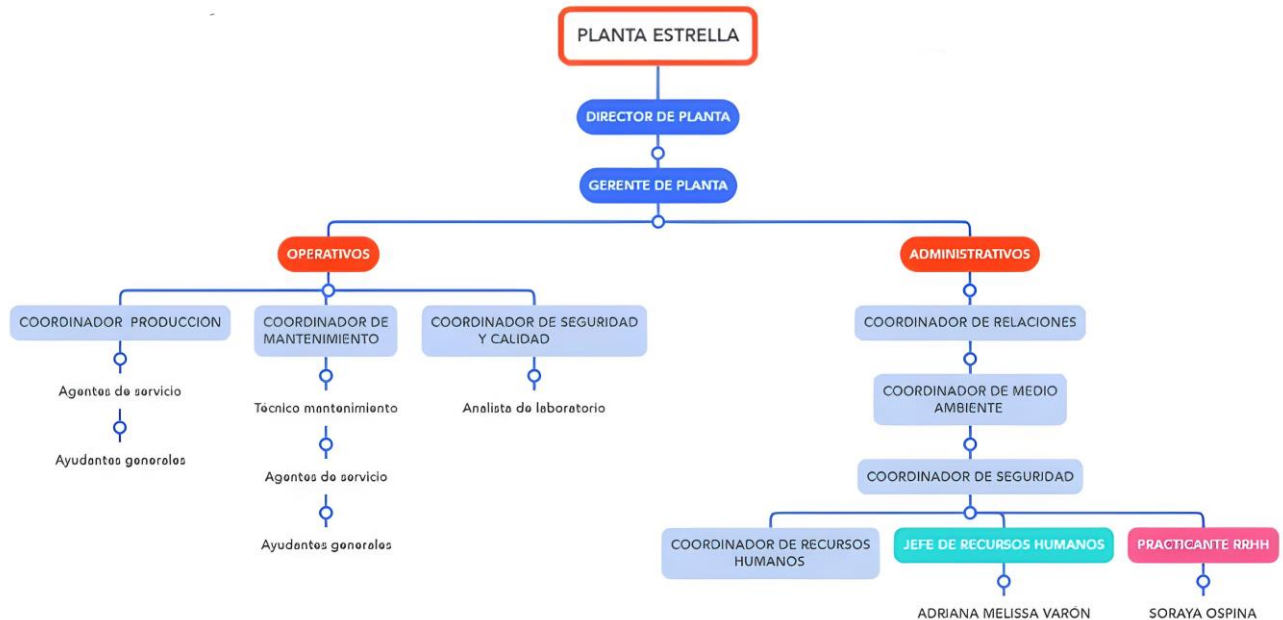 PLANTA ESTRELLA
DIRECTOR DE PLANTA
GERENTE DE PLANTA
OPERATIVOS
ADMINISTRATIVOS
COORDINADOR PRODUCCIÓN
COORDINADOR DE
MANTENIMIENTO
COORDINADOR DE SEGURIDAD
Y CALIDAD
Agentes de servicio
Ayudantes generales
Técnico mantenimiento
Agentes de servicio
Ayudantes generales
Analista de laboratorio
COORDINADOR DE RELACIONES
COORDINADOR DE MEDIO
AMBIENTE
COORDINADOR DE SEGURIDAD
COORDINADOR DE RECURSOS
HUMANOS
JEFE DE RECURSOS HUMANOS
PRACTICANTE RRHH
ADRIANA MELISSA VARÓN
SORAYA OSPINA